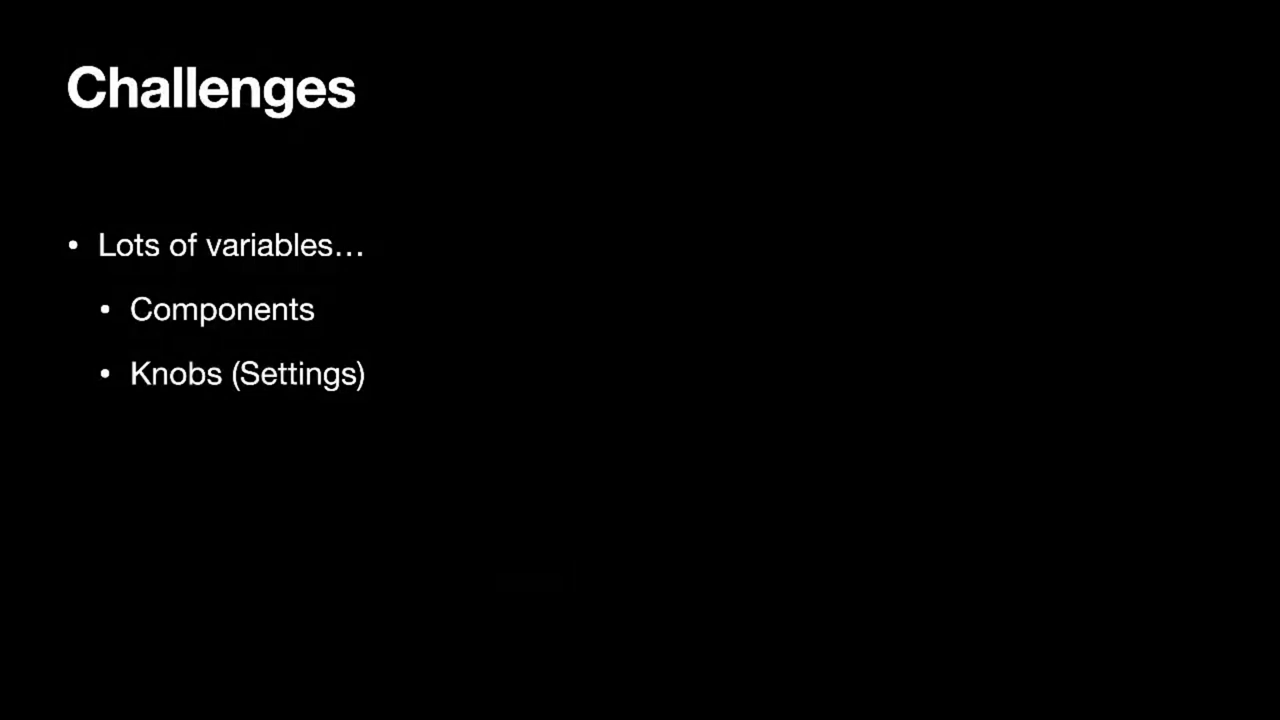 Challenges
• Lots of variables…
• Components
• Knobs (Settings)